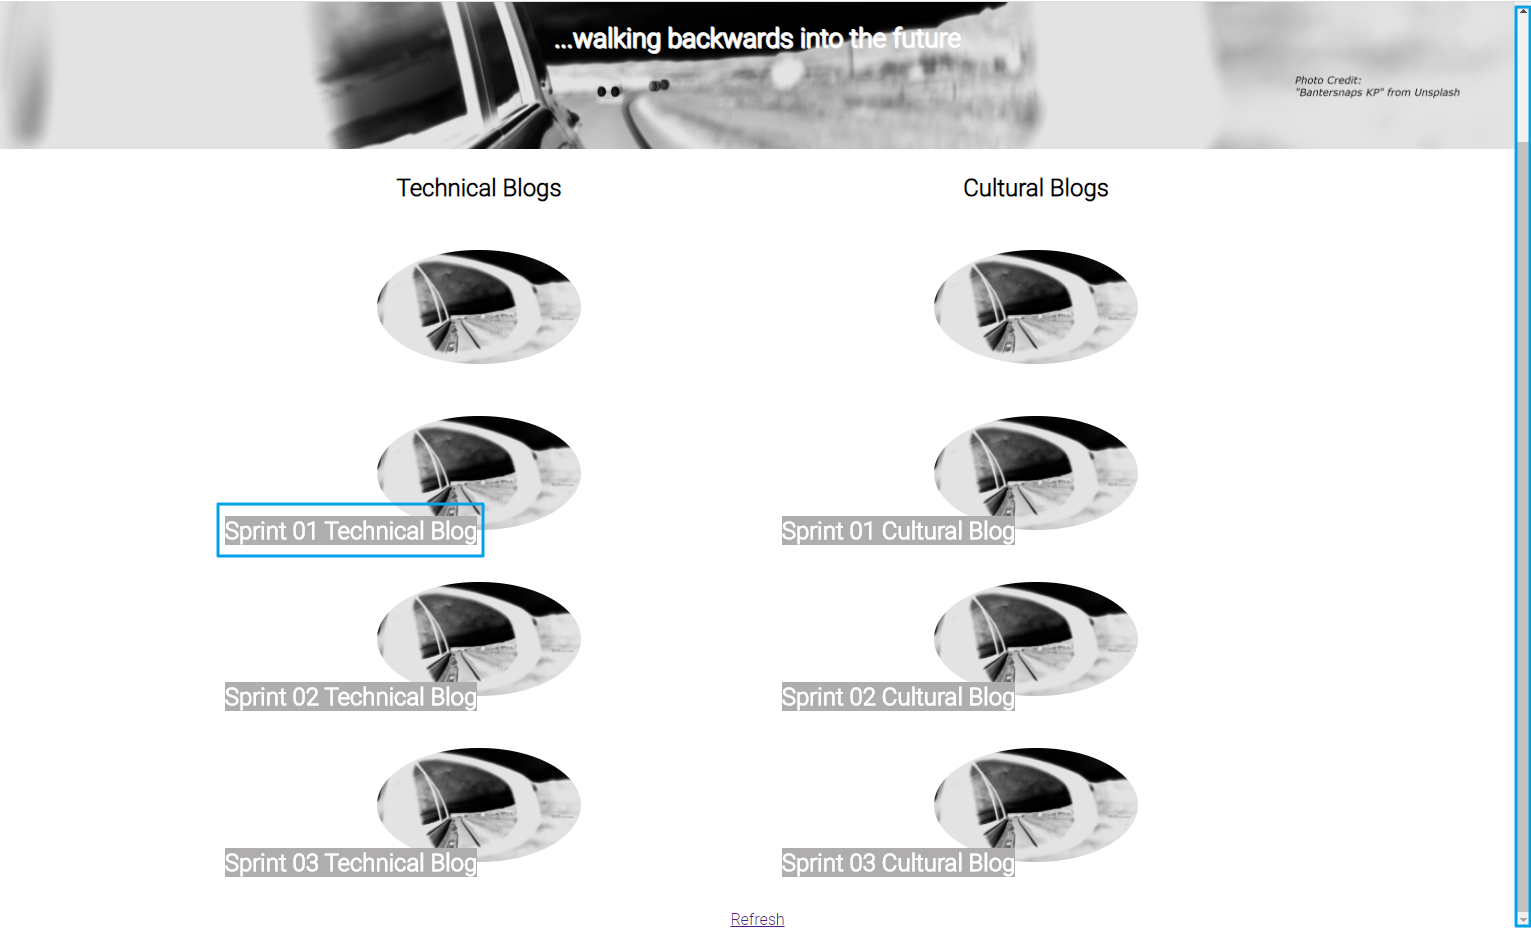 ...walking backwards into the future
Photo Credit:
"Bantersnaps KP" from Unsplash
Technical Blogs
Cultural Blogs
Sprint 01 Technical Blog
Sprint 01 Cultural Blog
Sprint 02 Technical Blog
Sprint 02 Cultural Blog
Sprint 03 Technical Blog
Sprint 03 Cultural Blog
Refresh